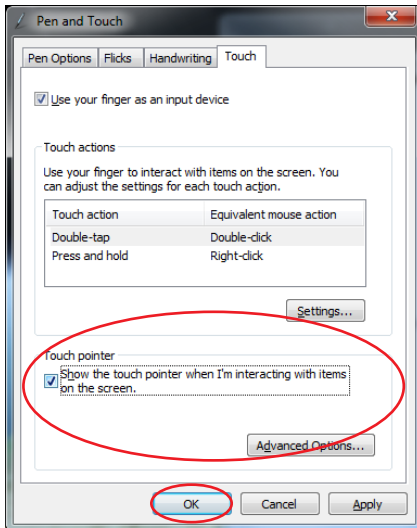 Pen and Touch
Pen Options Flicks Handwriting Touch
Use your finger as an input device
Touch actions
Use your finger to interact with items on the screen. You
can adjust the settings for each touch action.
Touch action Equivalent mouse action
Double-tap Double-click
Press and hold Right-click
Settings...
Touch pointer
Show the touch pointer when I'm interacting with items
on the screen.
Advanced Options...
OK Cancel Apply